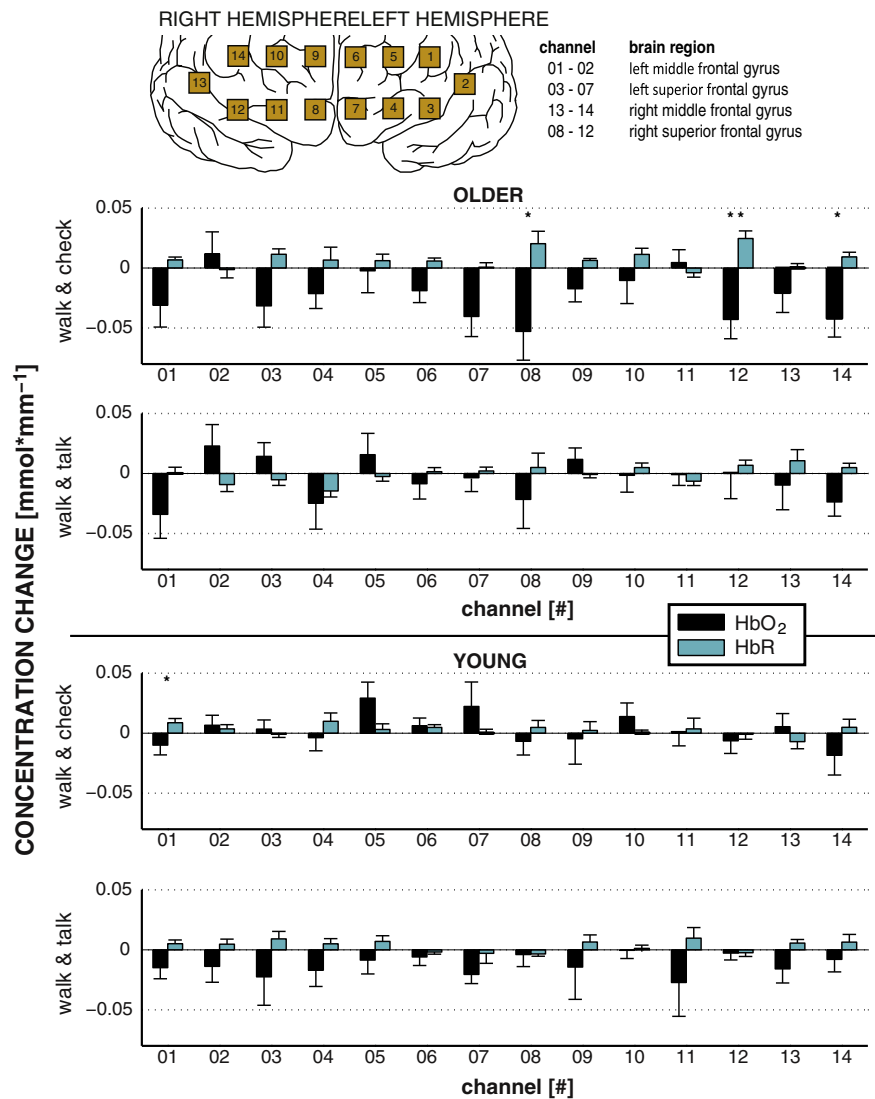 RIGHT HEMISPHERELEFT HEMISPHERE
channel brain region
01 - 02 left middle frontal gyrus
03 - 07 left superior frontal gyrus
13 - 14 right middle frontal gyrus
08 - 12 right superior frontal gyrus
14 10 9 6 5 1
13 2
12 11 8 7 4 3
CONCENTRATION CHANGE [mmol*mm−1]
OLDER
walk & check
0.05
0
−0.05
* * * *
01 02 03 04 05 06 07 08 09 10 11 12 13 14
walk & talk
0.05
0
−0.05
01 02 03 04 05 06 07 08 09 10 11 12 13 14
channel [#]
HbO2
HbR
YOUNG
walk & check
0.05
0
−0.05
*
01 02 03 04 05 06 07 08 09 10 11 12 13 14
walk & talk
0.05
0
−0.05
01 02 03 04 05 06 07 08 09 10 11 12 13 14
channel [#]